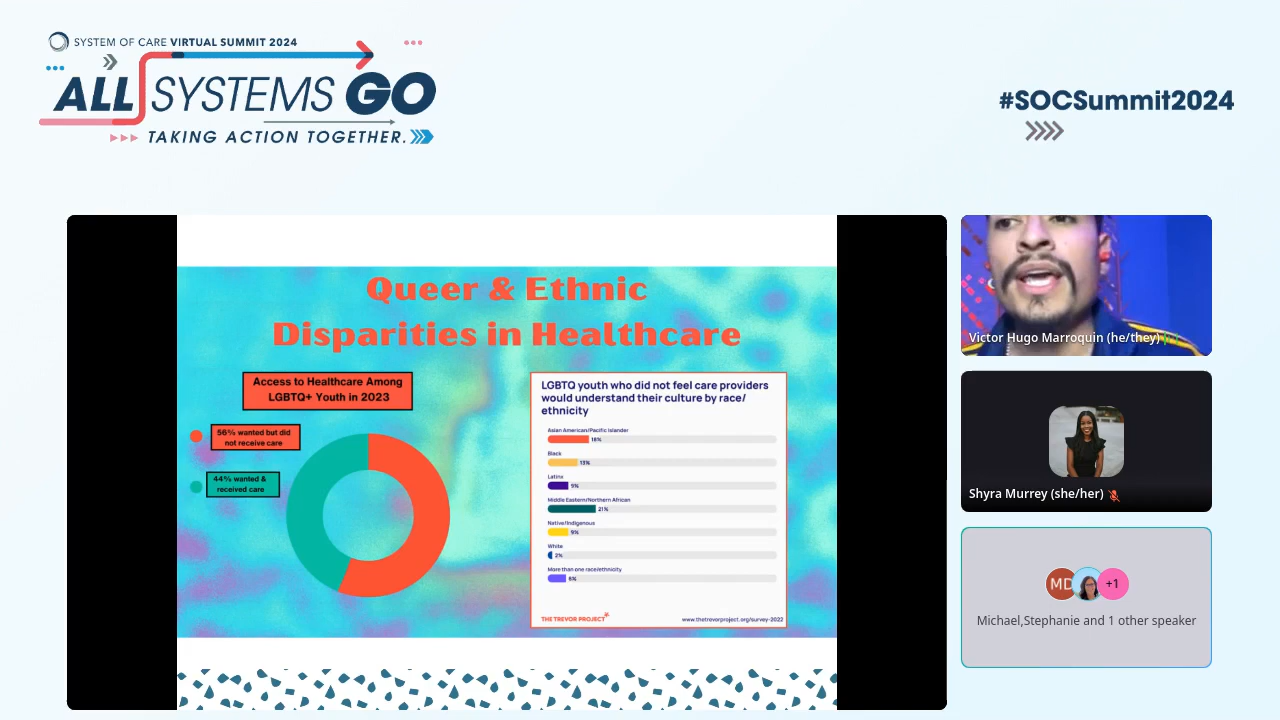 SYSTEM OF CARE VIRTUAL SUMMIT 2024
ALL SYSTEMS GO
TAKING ACTION TOGETHER.
#SOCSummit2024
Queer & Ethnic
Disparities in Healthcare
Access to Healthcare Among
LGBTQ+ Youth in 2023
56% wanted but did
not receive care
44% wanted &
received care
LGBTQ youth who did not feel care providers
would understand their culture by race/
ethnicity
Asian American/Pacific Islander
18%
Black
13%
Latinx
9%
Middle Eastern/Northern African
21%
Native/Indigenous
9%
White
2%
More than one race/ethnicity
8%
THE TREVOR PROJECT
www.thetrevorproject.org/survey-2022
Victor Hugo Marroquin (he/they)
Shyra Murrey (she/her)
MD
+1
Michael,Stephanie and 1 other speaker